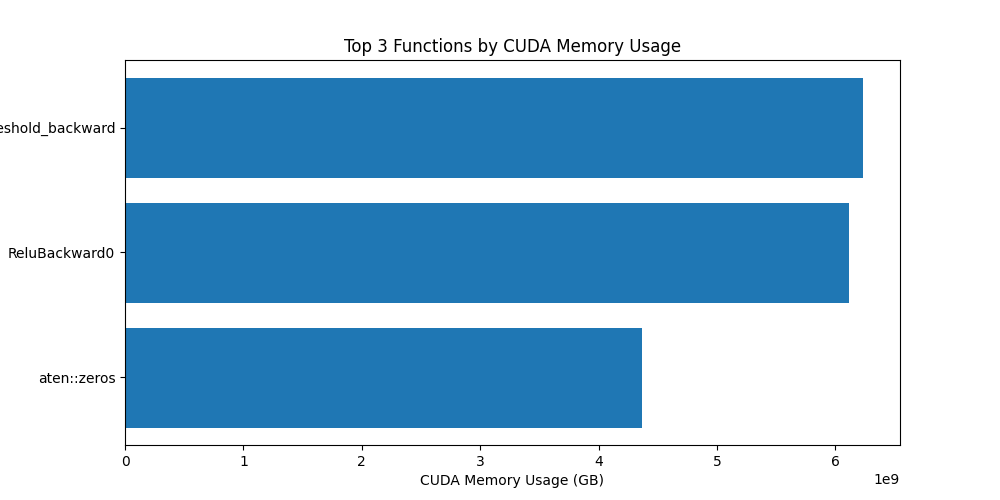 Top 3 Functions by CUDA Memory Usage
eshold_backward
ReluBackward0
aten::zeros
0 1 2 3 4 5 6
1e9
CUDA Memory Usage (GB)